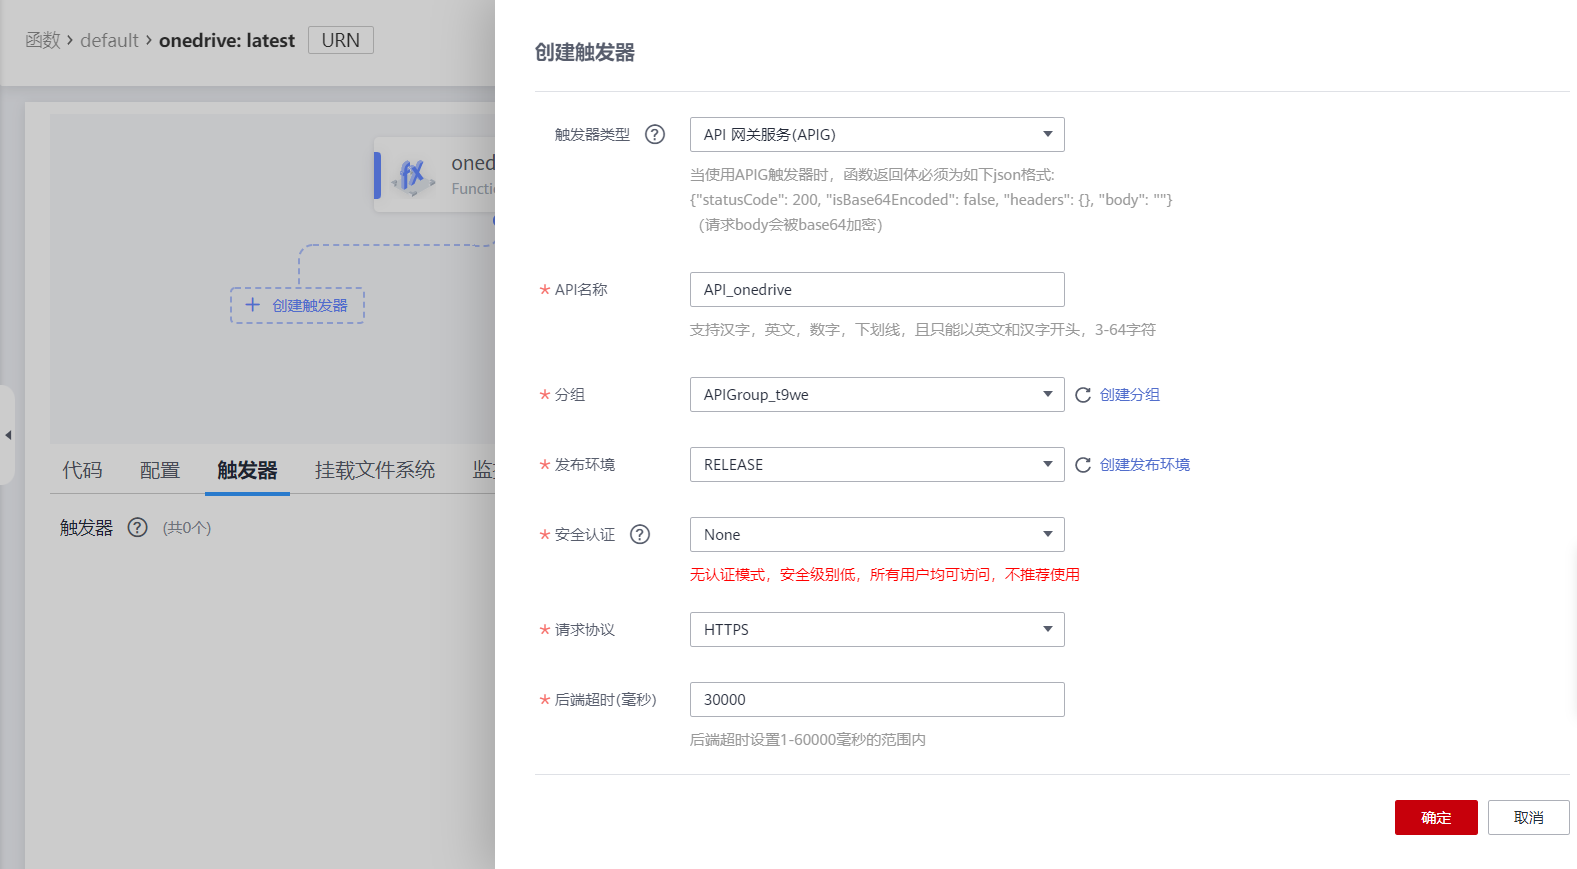 函数 > default > onedrive: latest URN
fx
oned
Functi
+ 创建触发器
代码 配置 触发器 挂载文件系统
触发器 ? (共0个)
创建触发器
触发器类型 ? API 网关服务(APIG)
当使用APIG触发器时，函数返回体必须为如下json格式:
{"statusCode": 200, "isBase64Encoded": false, "headers": {}, "body": ""}
（请求body会被base64加密）
* API名称 API_onedrive
支持汉字，英文，数字，下划线，且只能以英文和汉字开头，3-64字符
* 分组 APIGroup_t9we 创建分组
* 发布环境 RELEASE 创建发布环境
* 安全认证 ? None
无认证模式，安全级别低，所有用户均可访问，不推荐使用
* 请求协议 HTTPS
* 后端超时(毫秒) 30000
后端超时设置1-60000毫秒的范围内
确定 取消